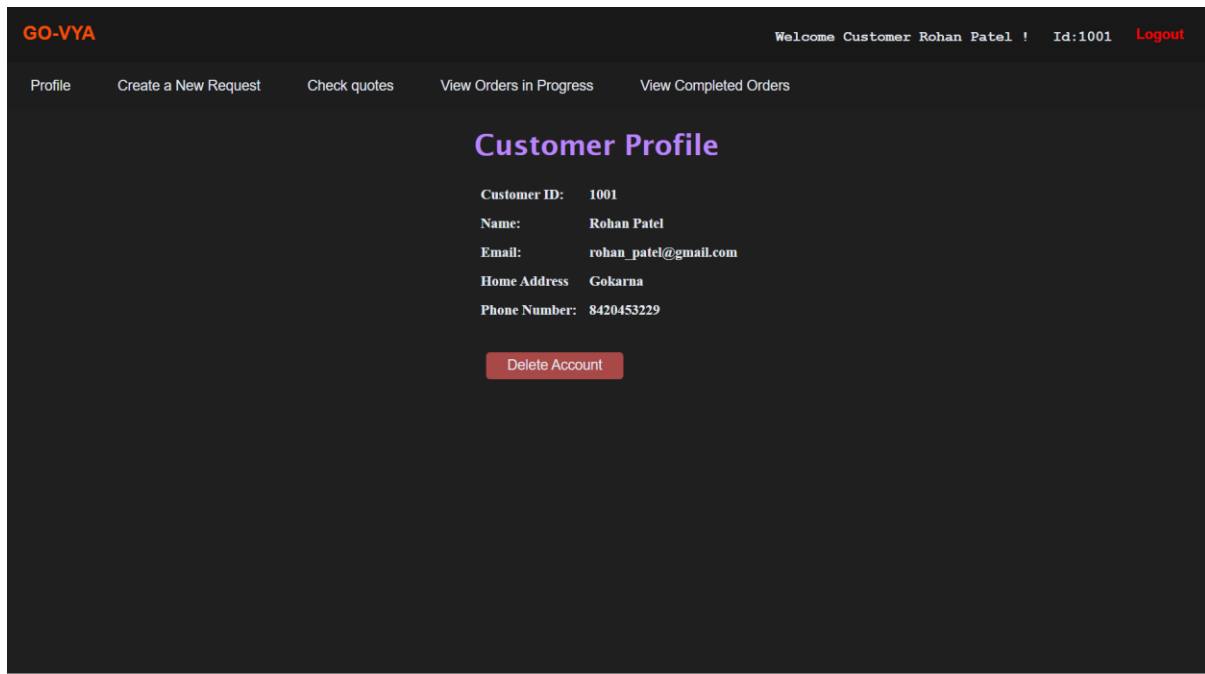 GO-VYA
Welcome Customer Rohan Patel ! Id:1001 Logout
Profile Create a New Request Check quotes View Orders in Progress View Completed Orders
Customer Profile
Customer ID: 1001
Name: Rohan Patel
Email: rohan_patel@gmail.com
Home Address Gokarna
Phone Number: 8420453229
Delete Account